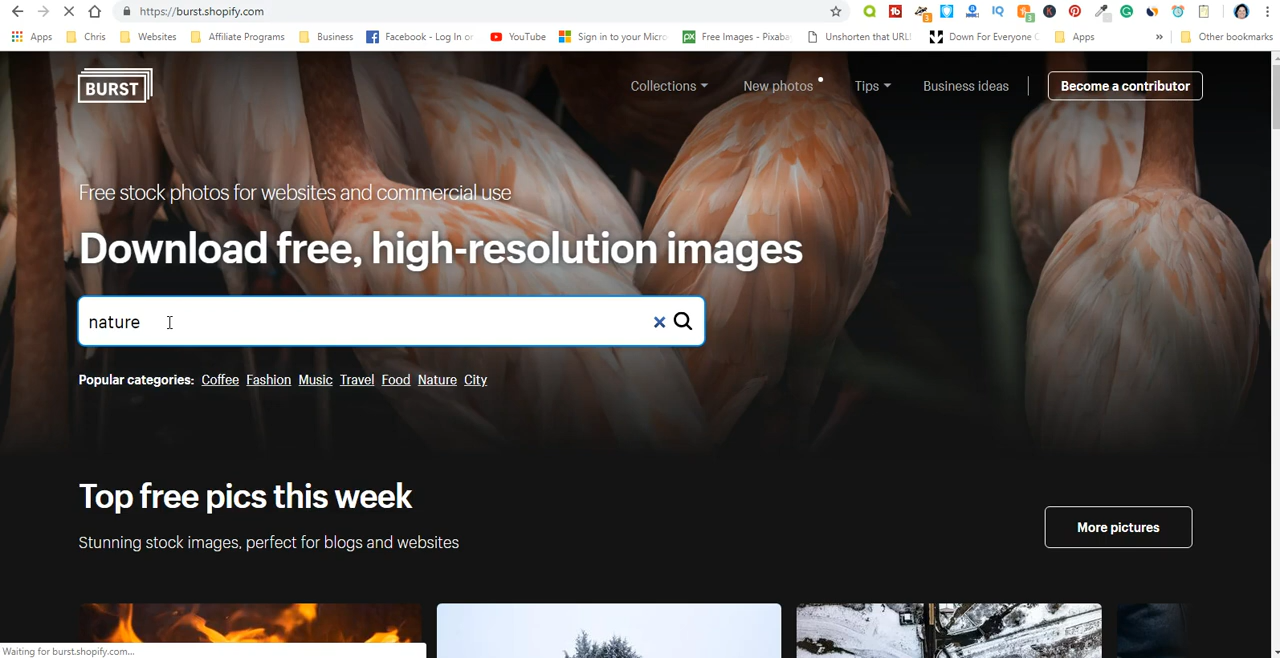 https://burst.shopify.com
Apps Chris Websites Affiliate Programs Business Facebook - Log In or YouTube Sign in to your Micro Free Images - Pixaba Unshorten that URL! Down For Everyone Apps » Other bookmarks
BURST
Collections New photos Tips Business ideas Become a contributor
Free stock photos for websites and commercial use
Download free, high-resolution images
nature
Popular categories: Coffee Fashion Music Travel Food Nature City
Top free pics this week
Stunning stock images, perfect for blogs and websites
More pictures
Waiting for burst.shopify.com...